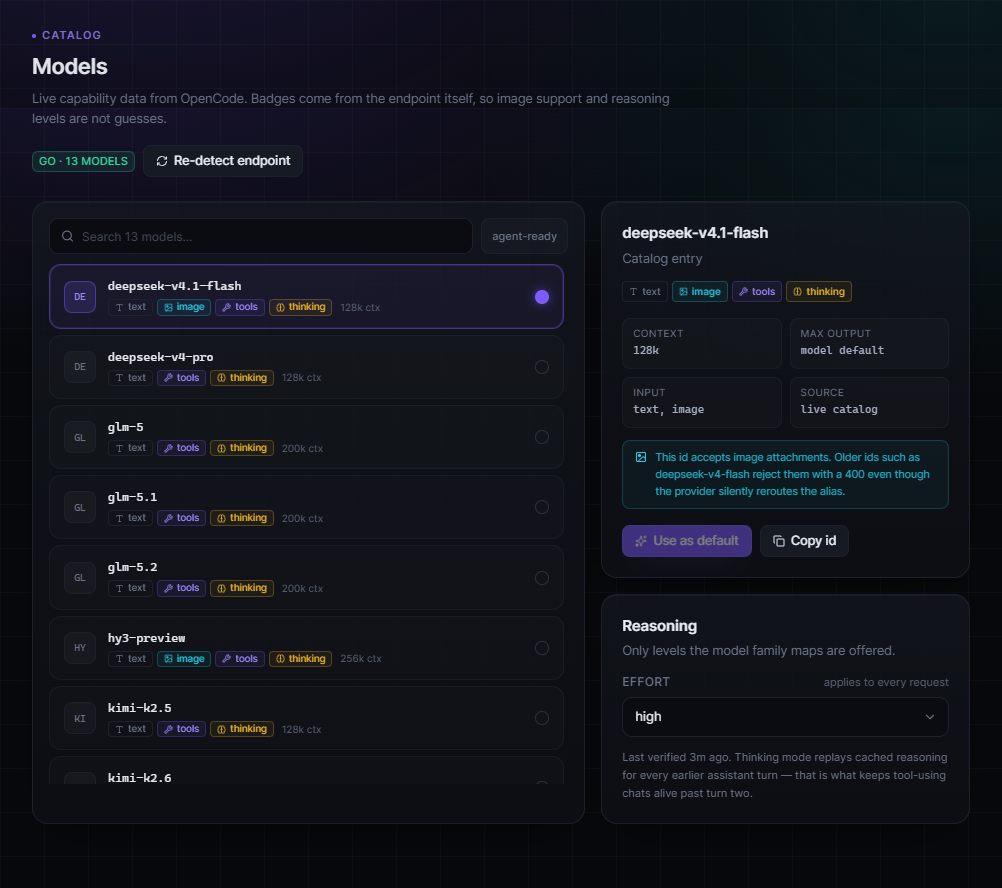 CATALOG
Models
Live capability data from OpenCode. Badges come from the endpoint itself, so image support and reasoning
levels are not guesses.
GO · 13 MODELS
Re-detect endpoint
Search 13 models...
agent-ready
DE
deepseek-v4.1-flash
text image tools thinking 128k ctx
DE
deepseek-v4-pro
text tools thinking 128k ctx
GL
glm-5
text tools thinking 200k ctx
GL
glm-5.1
text tools thinking 200k ctx
GL
glm-5.2
text tools thinking 200k ctx
HY
hy3-preview
text image tools thinking 256k ctx
KI
kimi-k2.5
text tools thinking 128k ctx
kimi-k2.6
deepseek-v4.1-flash
Catalog entry
text image tools thinking
CONTEXT
128k
MAX OUTPUT
model default
INPUT
text, image
SOURCE
live catalog
This id accepts image attachments. Older ids such as
deepseek-v4-flash reject them with a 400 even though
the provider silently reroutes the alias.
Use as default
Copy id
Reasoning
Only levels the model family maps are offered.
EFFORT
applies to every request
high
Last verified 3m ago. Thinking mode replays cached reasoning
for every earlier assistant turn — that is what keeps tool-using
chats alive past turn two.